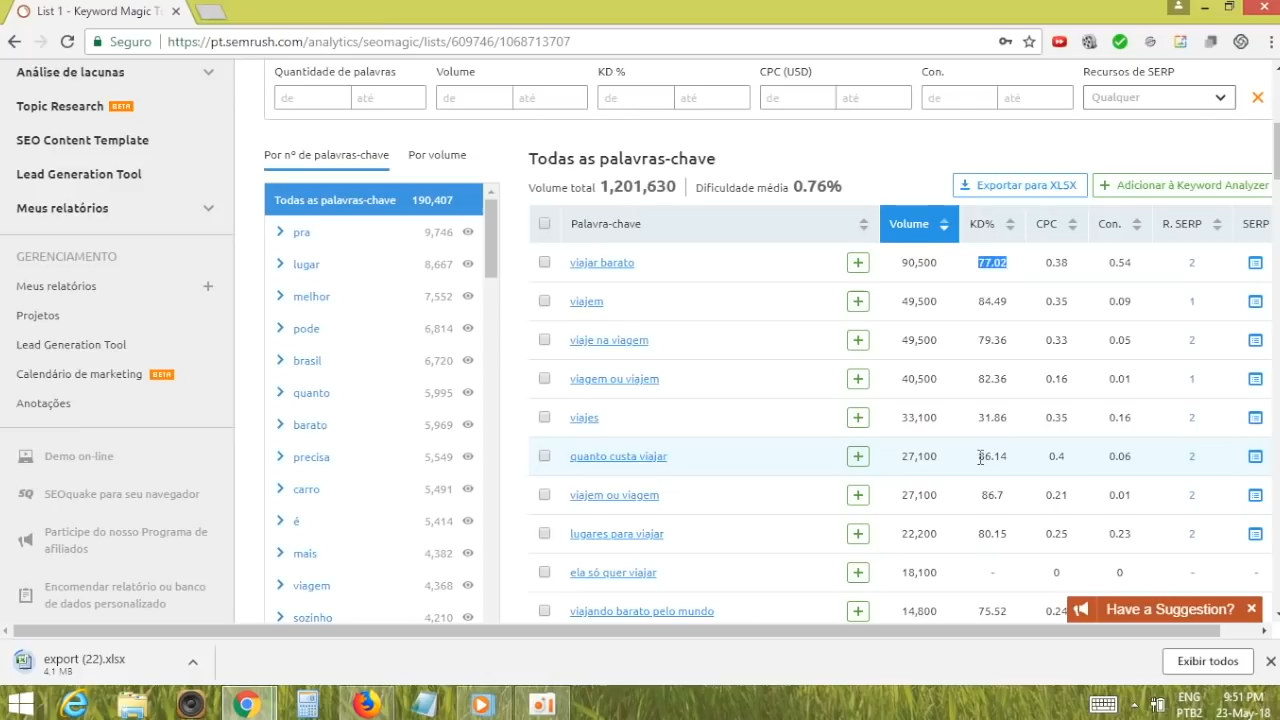 List 1 - Keyword Magic To
Seguro
https://pt.semrush.com/analytics/seomagic/lists/609746/1068713707
Análise de lacunas
Topic Research BETA
SEO Content Template
Lead Generation Tool
Meus relatórios
GERENCIAMENTO
Meus relatórios +
Projetos
Lead Generation Tool
Calendário de marketing BETA
Anotações
Demo on-line
SEOquake para seu navegador
Participe do nosso Programa de
afiliados
Encomendar relatório ou banco
de dados personalizado
Quantidade de palavras Volume KD % CPC (USD) Con. Recursos de SERP
de até de até de até de até de até Qualquer
Por nº de palavras-chave Por volume
Todas as palavras-chave 190,407
pra 9,746
lugar 8,667
melhor 7,552
pode 6,814
brasil 6,720
quanto 5,995
barato 5,969
precisa 5,549
carro 5,491
é 5,414
mais 4,382
viagem 4,368
sozinho 4,210
Todas as palavras-chave
Volume total 1,201,630 Dificuldade média 0.76%
Exportar para XLSX + Adicionar à Keyword Analyzer
Palavra-chave Volume KD% CPC Con. R. SERP SERP
viajar barato + 90,500 77.02 0.38 0.54 2
viajem + 49,500 84.49 0.35 0.09 1
viaje na viagem + 49,500 79.36 0.33 0.05 2
viagem ou viajem + 40,500 82.36 0.16 0.01 1
viajes + 33,100 31.86 0.35 0.16 2
quanto custa viajar + 27,100 86.14 0.4 0.06 2
viajem ou viagem + 27,100 86.7 0.21 0.01 2
lugares para viajar + 22,200 80.15 0.25 0.23 2
ela só quer viajar + 18,100 - 0 0 - -
viajando barato pelo mundo + 14,800 75.52 0.24
Have a Suggestion?
export (22).xlsx
4.1 MB
Exibir todos
ENG 9:51 PM
PTB2 23-May-18